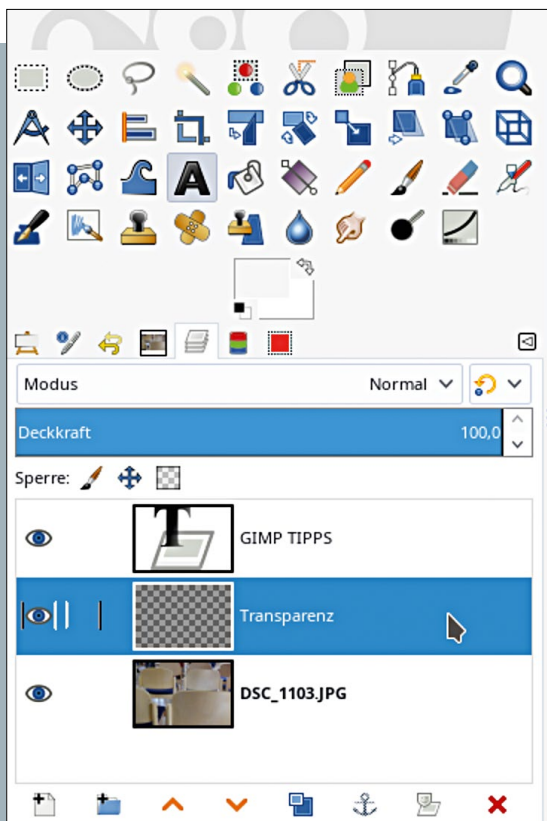 Modus Normal
Deckkraft 100,0
Sperre:
GIMP TIPPS
Transparenz
DSC_1103.JPG